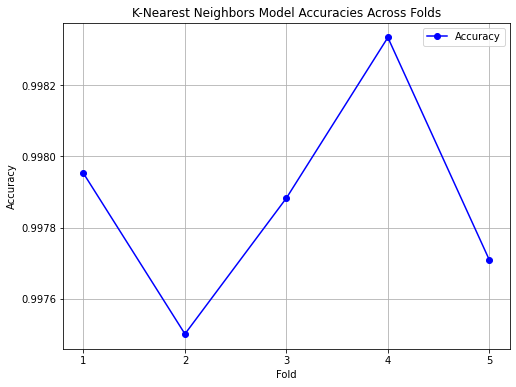 K-Nearest Neighbors Model Accuracies Across Folds
Accuracy
0.9982
0.9980
0.9978
0.9976
Accuracy
1 2 3 4 5
Fold